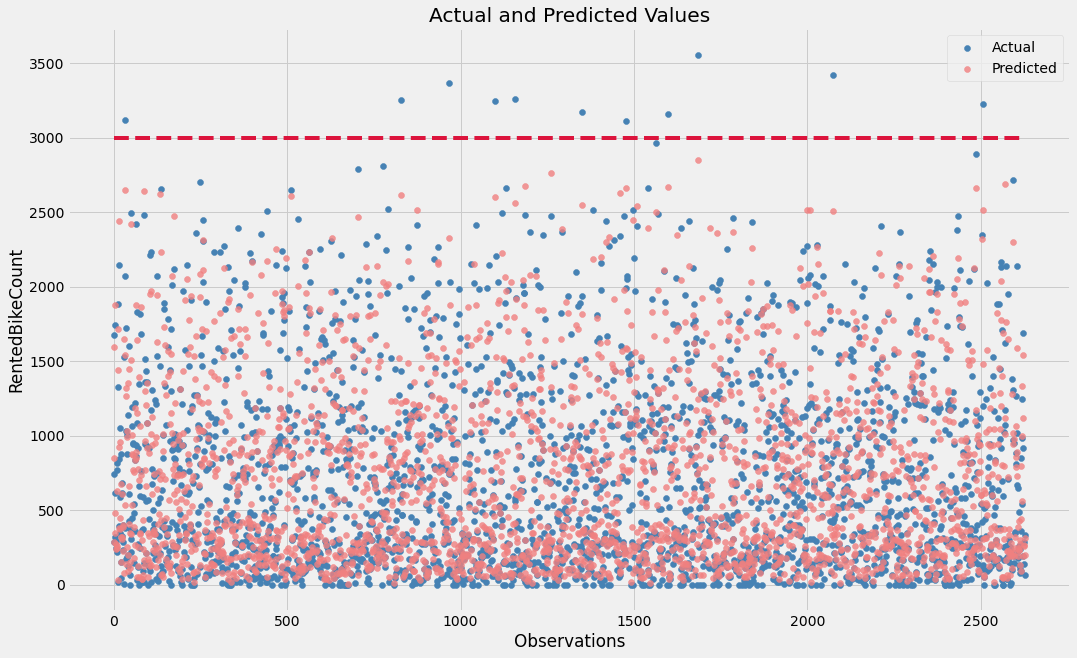 Actual and Predicted Values
Actual
Predicted
RentedBikeCount
3500
3000
2500
2000
1500
1000
500
0
0 500 1000 1500 2000 2500
Observations